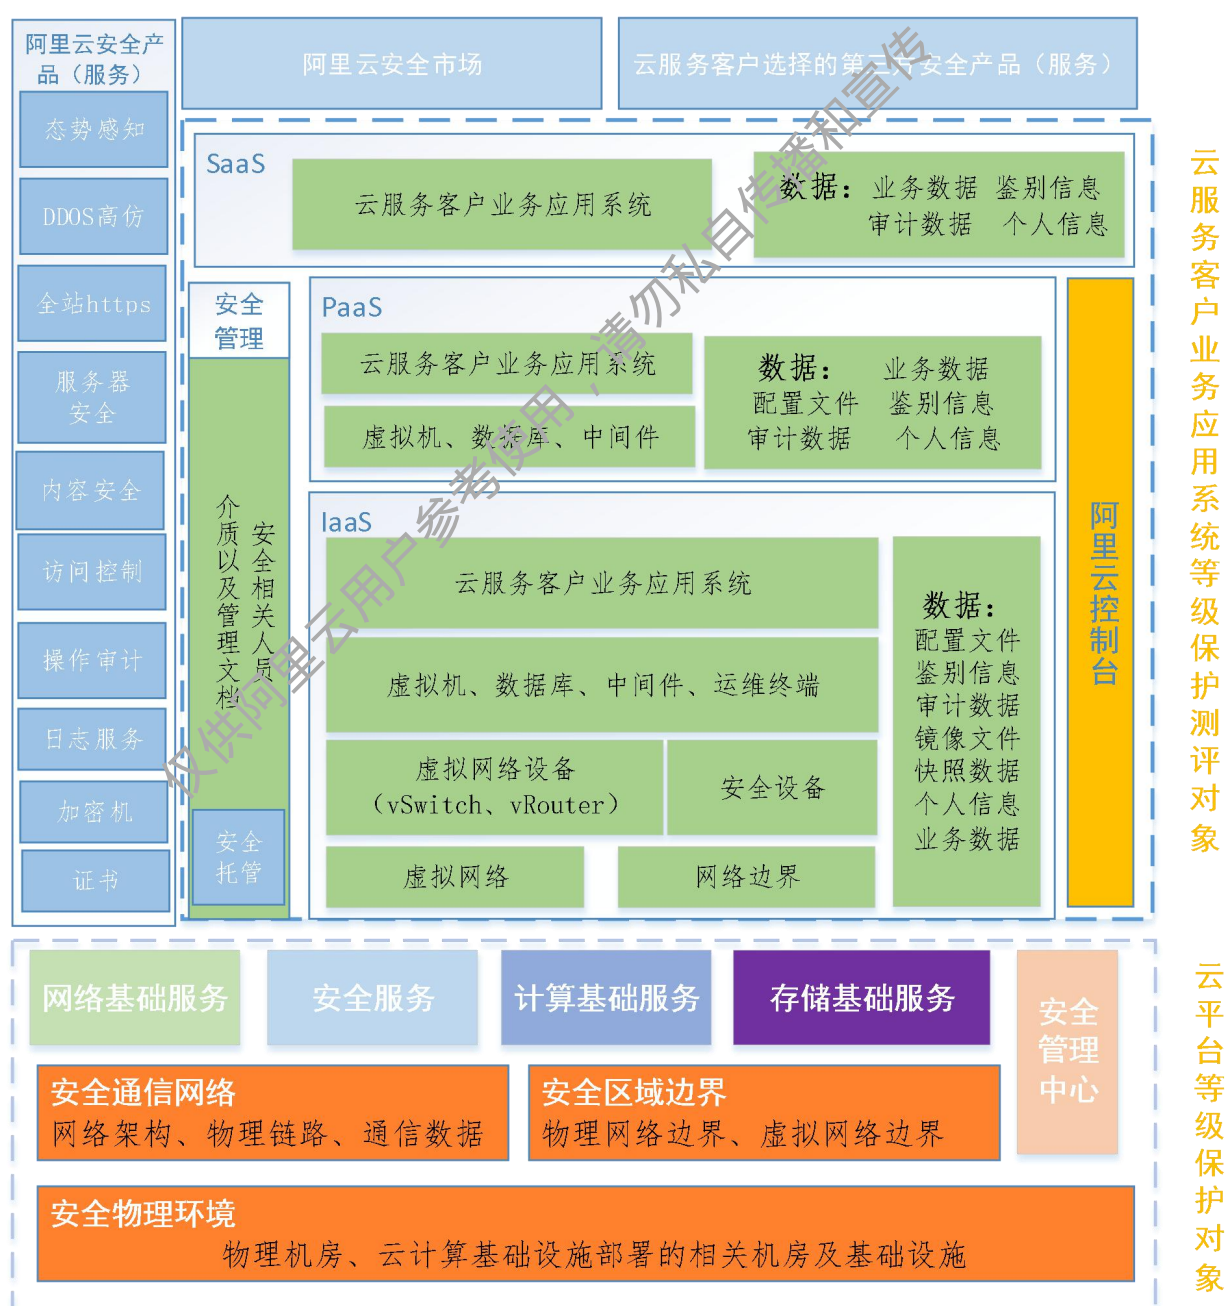 阿里云安全产
品（服务）
态势感知
DDOS高仿
全站https
服务器
安全
内容安全
访问控制
操作审计
日志服务
加密机
证书
阿里云安全市场
云服务客户选择的第三方安全产品（服务）
SaaS
云服务客户业务应用系统
数据：业务数据 鉴别信息
审计数据 个人信息
安全
管理
介质以及管理文档
安全相关人员
安全
托管
PaaS
云服务客户业务应用系统
虚拟机、数据库、中间件
数据： 业务数据
配置文件 鉴别信息
审计数据 个人信息
IaaS
云服务客户业务应用系统
虚拟机、数据库、中间件、运维终端
虚拟网络设备
（vSwitch、vRouter）
安全设备
虚拟网络
网络边界
数据：
配置文件
鉴别信息
审计数据
镜像文件
快照数据
个人信息
业务数据
阿里云控制台
云服务客户业务应用系统等级保护测评对象
网络基础服务
安全服务
计算基础服务
存储基础服务
安全
管理
中心
安全通信网络
网络架构、物理链路、通信数据
安全区域边界
物理网络边界、虚拟网络边界
安全物理环境
物理机房、云计算基础设施部署的相关机房及基础设施
云平台等级保护对象
仅供阿里云用户参考使用，请勿私自传播和宣传